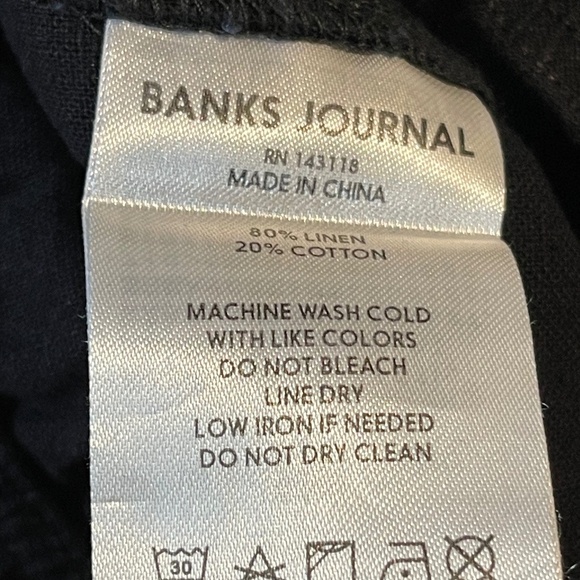 BANKS JOURNAL
RN 143118
MADE IN CHINA
80% LINEN
20% COTTON
MACHINE WASH COLD
WITH LIKE COLORS
DO NOT BLEACH
LINE DRY
LOW IRON IF NEEDED
DO NOT DRY CLEAN
30